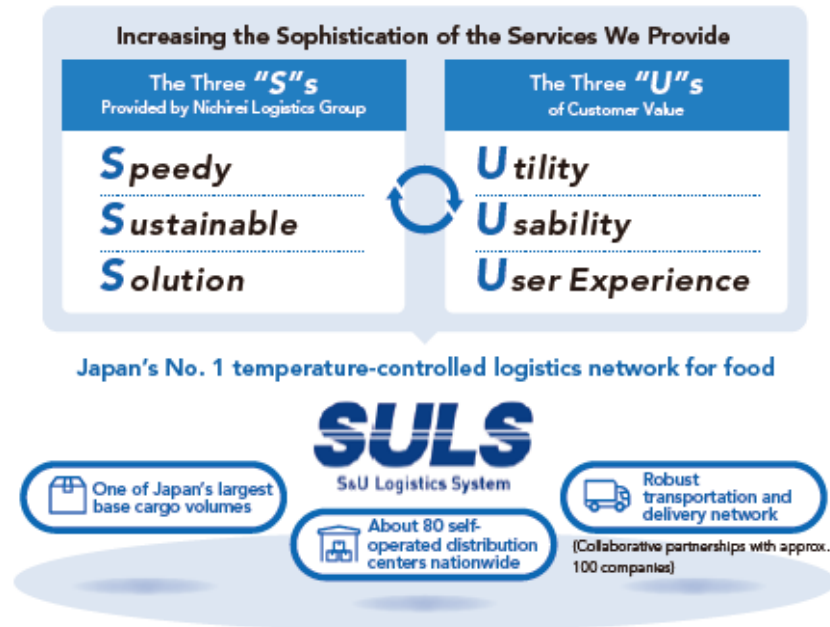 Increasing the Sophistication of the Services We Provide
The Three "S"s
Provided by Nichirei Logistics Group
Speedy
Sustainable
Solution
The Three "U"s
of Customer Value
Utility
Usability
User Experience
Japan's No. 1 temperature-controlled logistics network for food
SULS
S&U Logistics System
One of Japan's largest
base cargo volumes
About 80 self-
operated distribution
centers nationwide
Robust
transportation and
delivery network
(Collaborative partnerships with approx.
100 companies)